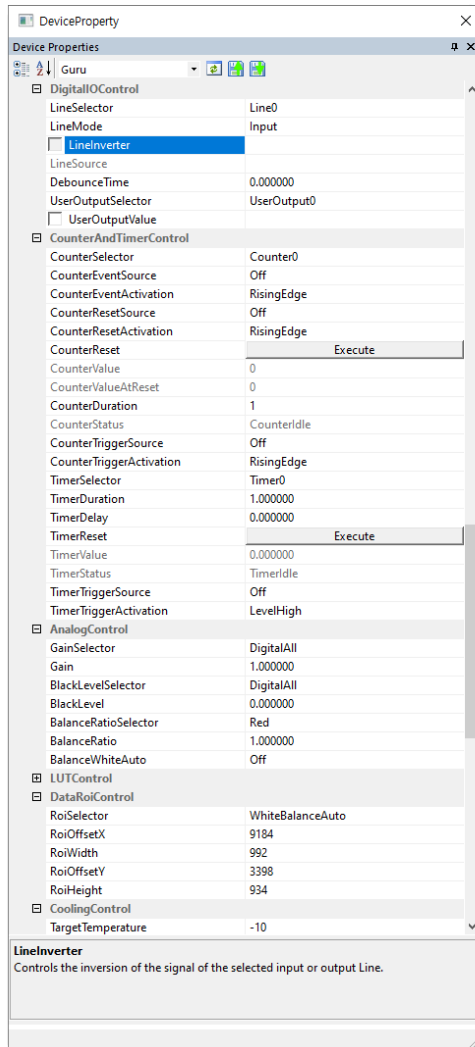 DeviceProperty
Device Properties
Guru
DigitalIOControl
LineSelector Line0
LineMode Input
LineInverter
LineSource
DebounceTime 0.000000
UserOutputSelector UserOutput0
UserOutputValue
CounterAndTimerControl
CounterSelector Counter0
CounterEventSource Off
CounterEventActivation RisingEdge
CounterResetSource Off
CounterResetActivation RisingEdge
CounterReset Execute
CounterValue 0
CounterValueAtReset 0
CounterDuration 1
CounterStatus CounterIdle
CounterTriggerSource Off
CounterTriggerActivation RisingEdge
TimerSelector Timer0
TimerDuration 1.000000
TimerDelay 0.000000
TimerReset Execute
TimerValue 0.000000
TimerStatus TimerIdle
TimerTriggerSource Off
TimerTriggerActivation LevelHigh
AnalogControl
GainSelector DigitalAll
Gain 1.000000
BlackLevelSelector DigitalAll
BlackLevel 0.000000
BalanceRatioSelector Red
BalanceRatio 1.000000
BalanceWhiteAuto Off
LUTControl
DataRoiControl
RoiSelector WhiteBalanceAuto
RoiOffsetX 9184
RoiWidth 992
RoiOffsetY 3398
RoiHeight 934
CoolingControl
TargetTemperature -10
LineInverter
Controls the inversion of the signal of the selected input or output Line.